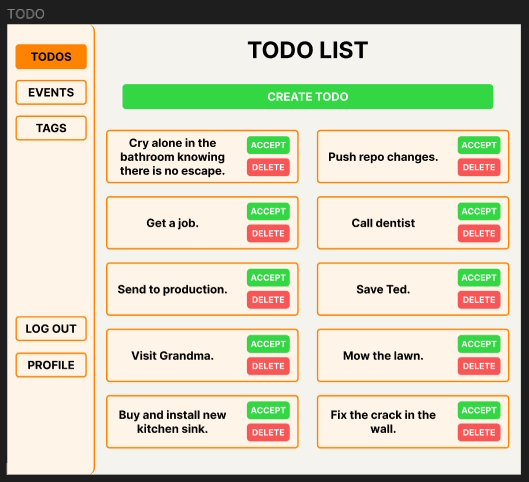 TODO
TODOS
EVENTS
TAGS
LOG OUT
PROFILE
TODO LIST
CREATE TODO
Cry alone in the
bathroom knowing
there is no escape.
ACCEPT
DELETE
Push repo changes.
ACCEPT
DELETE
Get a job.
ACCEPT
DELETE
Call dentist
ACCEPT
DELETE
Send to production.
ACCEPT
DELETE
Save Ted.
ACCEPT
DELETE
Visit Grandma.
ACCEPT
DELETE
Mow the lawn.
ACCEPT
DELETE
Buy and install new
kitchen sink.
ACCEPT
DELETE
Fix the crack in the
wall.
ACCEPT
DELETE